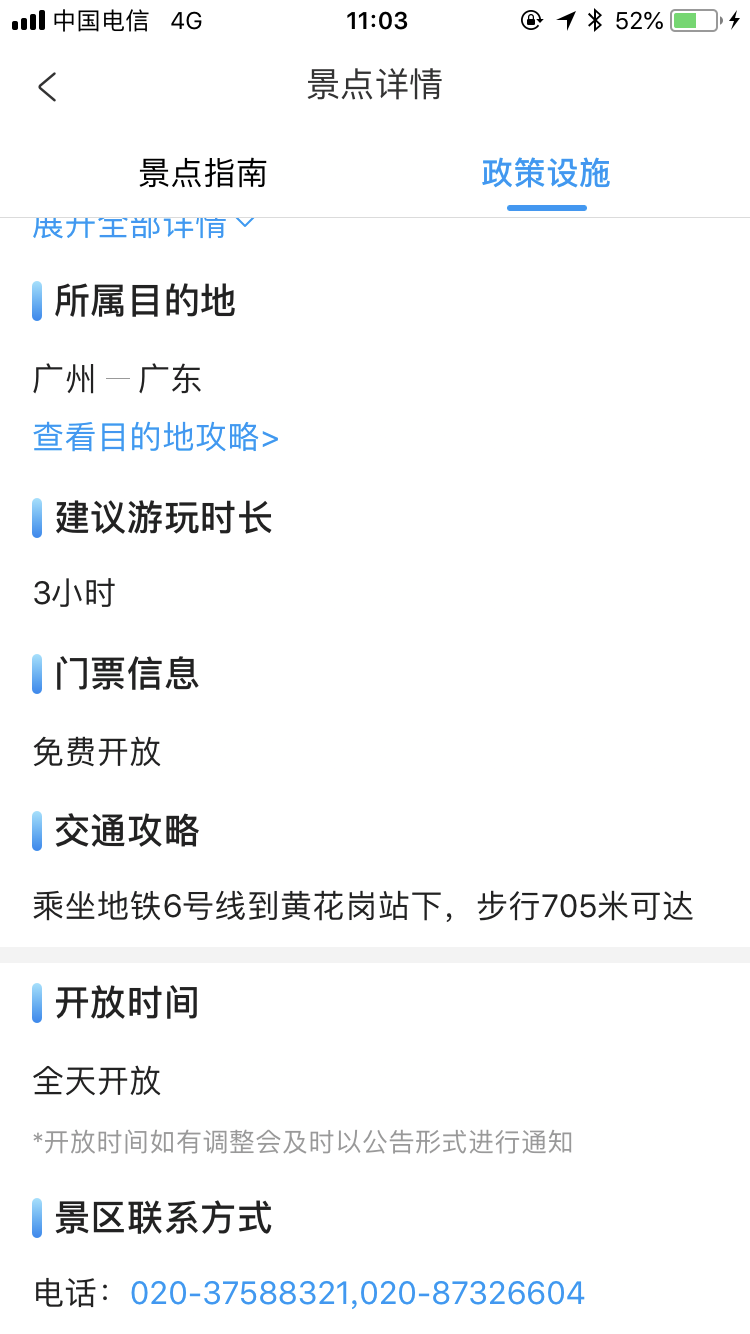 中国电信 4G 11:03 52%
景点详情
景点指南 政策设施
展开全部详情
所属目的地
广州 — 广东
查看目的地攻略>
建议游玩时长
3小时
门票信息
免费开放
交通攻略
乘坐地铁6号线到黄花岗站下，步行705米可达
开放时间
全天开放
*开放时间如有调整会及时以公告形式进行通知
景区联系方式
电话：020-37588321,020-87326604